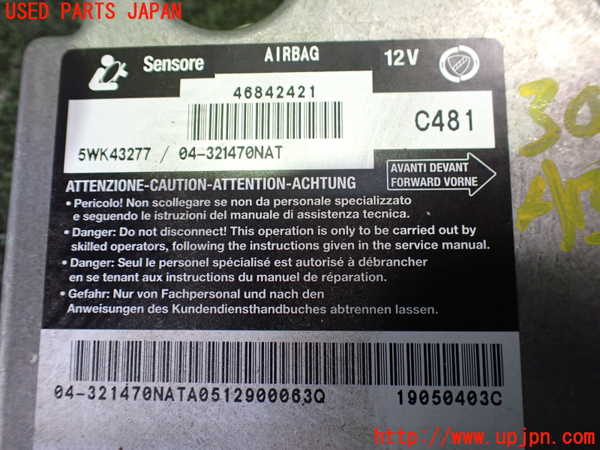 USED PARTS JAPAN
Sensore AIRBAG 12V
46842421
C481
5WK43277 / 04-321470NAT
AVANTI DEVANT
FORWARD VORNE
ATTENZIONE-CAUTION-ATTENTION-ACHTUNG
• Pericolo! Non scollegare se non da personale specializzato
e seguendo le istruzioni del manuale di assistenza tecnica.
• Danger: Do not disconnect! This operation is only to be carried out by
skilled operators, following the instructions given in the service manual.
• Danger: Seul le personel spécialisé est autorisé à débrancher
en se tenant aux instructions du manuel de réparation.
• Gefahr: Nur von Fachpersonal und nach den
Anweisungen des Kundendiensthandbuches abtrennen lassen.
04-321470NATA0512900063Q 19050403C
http://www.upjpn.com/